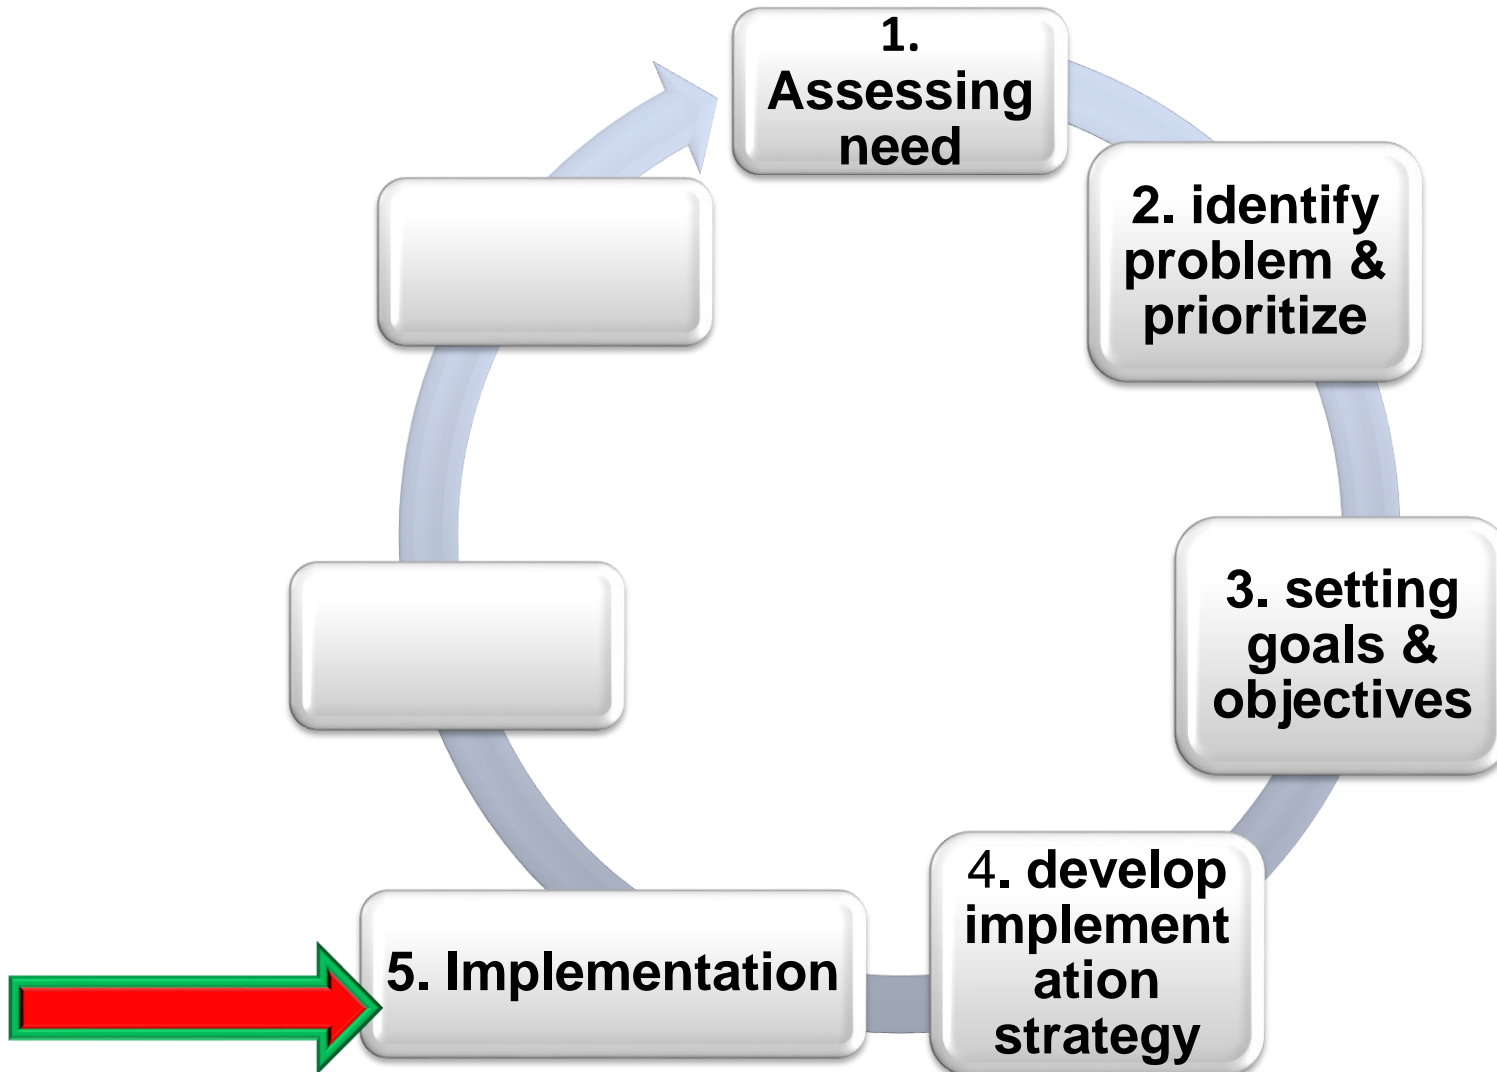 1.
Assessing
need
2. identify
problem &
prioritize
3. setting
goals &
objectives
4. develop
implement
ation
strategy
5. Implementation